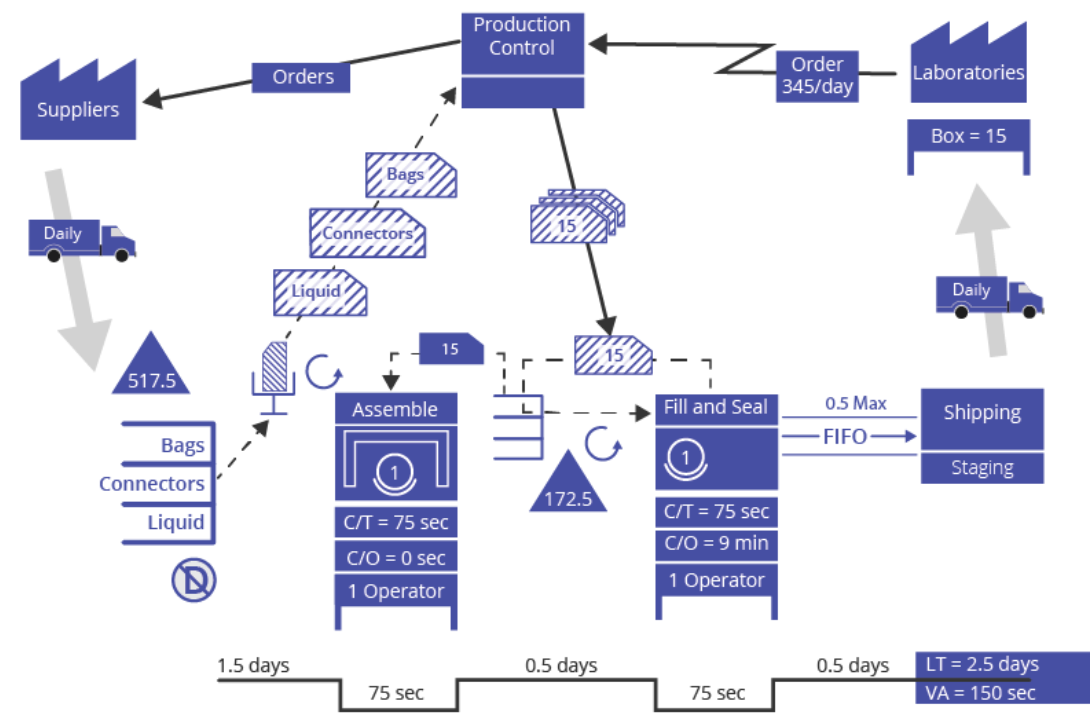 Production
Control
Orders
Order
345/day
Laboratories
Suppliers
Box = 15
Bags
15
Daily
Connectors
Daily
Liquid
15
15
517.5
Assemble
Fill and Seal
0.5 Max
Shipping
Bags
FIFO
1
1
Staging
Connectors
172.5
Liquid
C/T = 75 sec
C/T = 75 sec
C/O = 0 sec
C/O = 9 min
D
1 Operator
1 Operator
1.5 days
0.5 days
0.5 days
LT = 2.5 days
75 sec
75 sec
VA = 150 sec